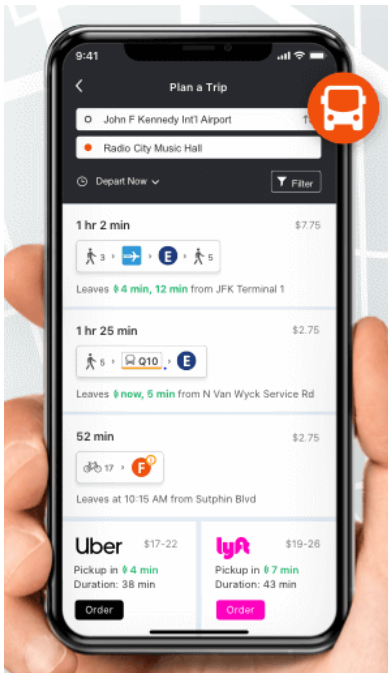 9:41
Plan a Trip
John F Kennedy Int'l Airport
Radio City Music Hall
Depart Now
Filter
1 hr 2 min $7.75
3 E 5
Leaves 4 min, 12 min from JFK Terminal 1
1 hr 25 min $2.75
5 Q10 E
Leaves now, 5 min from N Van Wyck Service Rd
52 min $2.75
17 F
Leaves at 10:15 AM from Sutphin Blvd
Uber $17-22
Pickup in 4 min
Duration: 38 min
Order
lyft $19-26
Pickup in 7 min
Duration: 43 min
Order